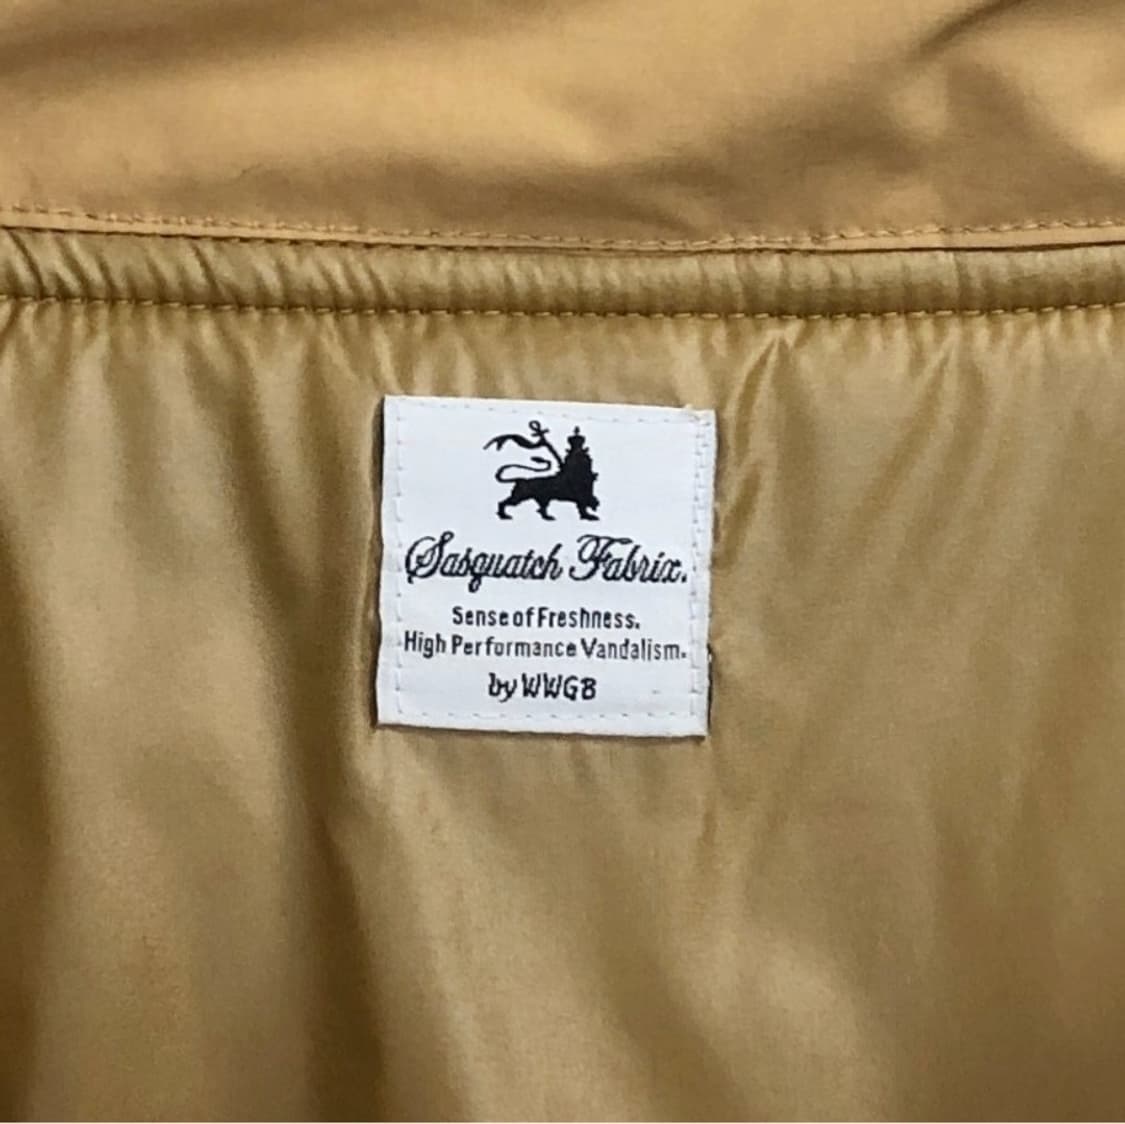 Sasquatch Fabrix.
Sense of Freshness.
High Performance Vandalism.
by WWGB